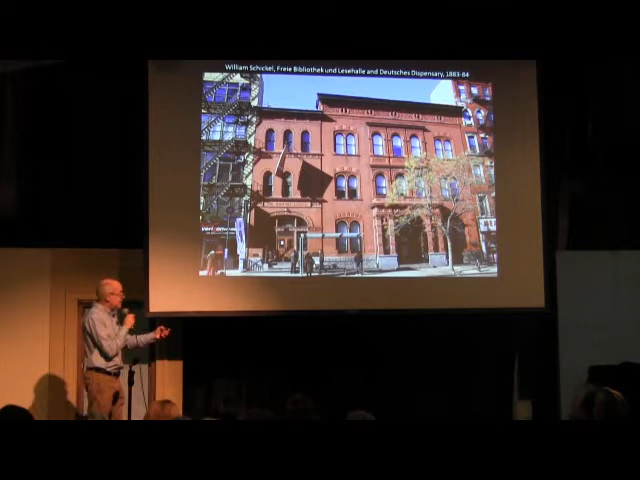 William Schickel, Freie Bibliothek und Lesehalle and Deutsches Dispensary, 1883-84